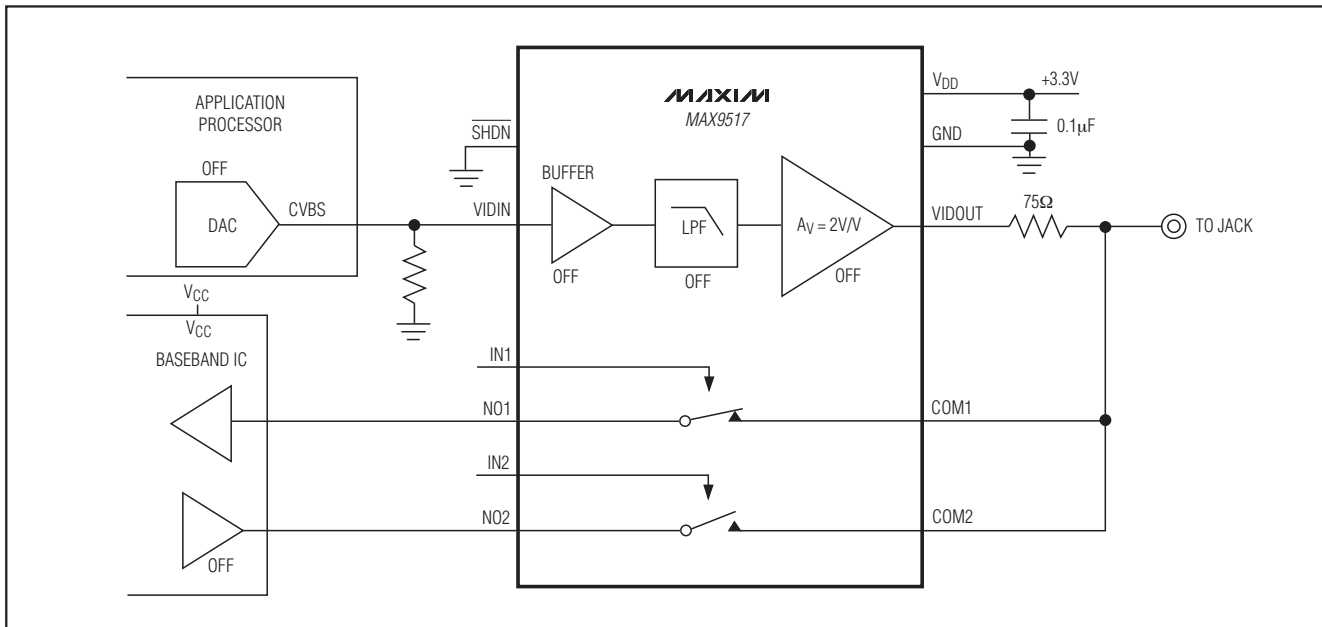 APPLICATION
PROCESSOR
OFF
DAC
CVBS
VCC
VCC
BASEBAND IC
OFF
MAXIM
MAX9517
SHDN
VIDIN
BUFFER
OFF
LPF
OFF
AV = 2V/V
OFF
IN1
NO1
IN2
NO2
VDD
+3.3V
0.1µF
GND
75Ω
VIDOUT
TO JACK
COM1
COM2